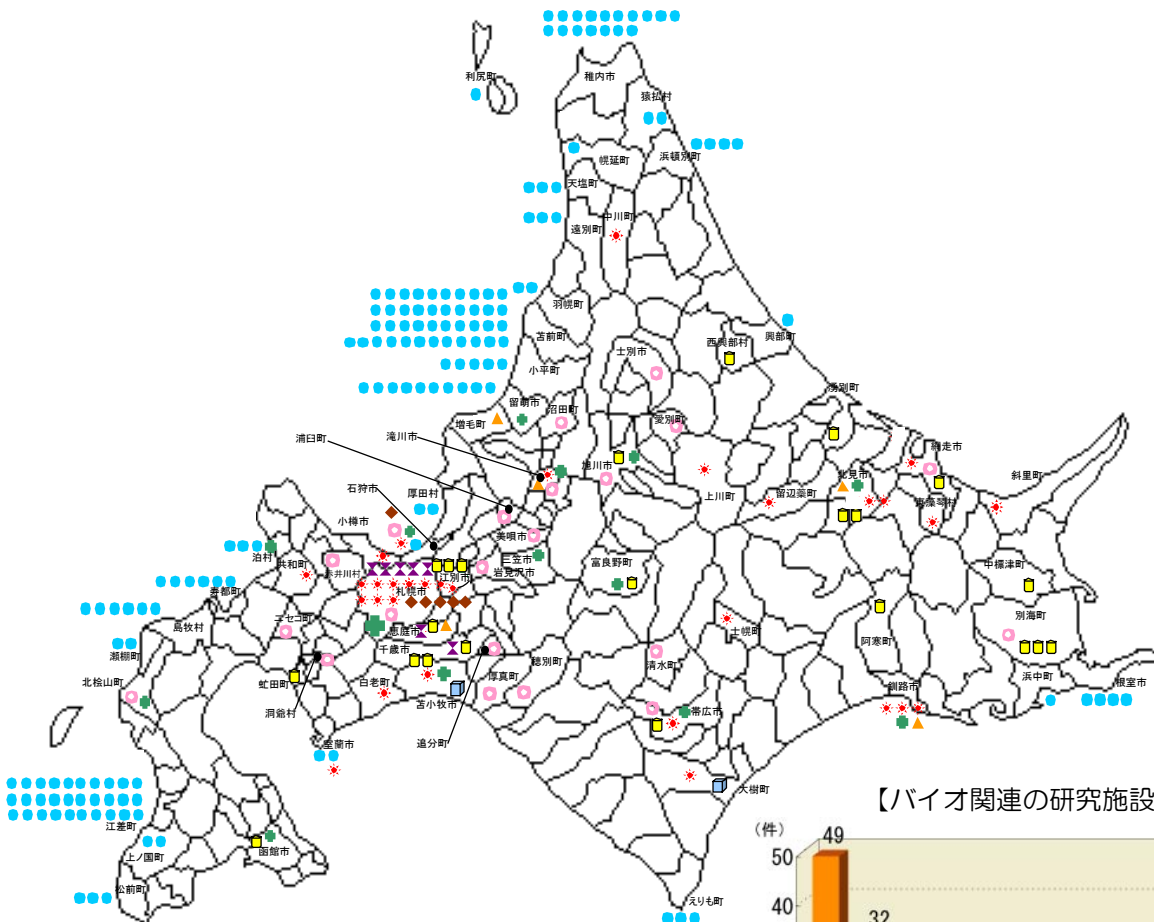 利尻町
稚内市
猿払村
浜頓別町
幌延町
天塩町
中川町
遠別町
羽幌町
苫前町
小平町
士別市
西興部村
興部町
湧別町
留萌市
沼田町
増毛町
愛別町
滝川市
浦臼町
旭川市
上川町
網走市
北見市
留辺蘂町
東藻琴村
斜里町
石狩市
厚田村
小樽市
美唄市
三笠市
岩見沢市
富良野町
泊村
共和町
赤井川村
江別市
札幌市
中標津町
別海町
寿都町
島牧村
ニセコ町
恵庭市
千歳市
士幌町
阿寒町
浜中町
根室市
瀬棚町
北桧山町
虻田町
白老町
厚真町
穂別町
清水町
釧路市
洞爺村
苫小牧市
帯広市
室蘭市
追分町
大樹町
江差町
上ノ国町
函館市
松前町
えりも町
【バイオ関連の研究施設
(件)
49
50
40
32